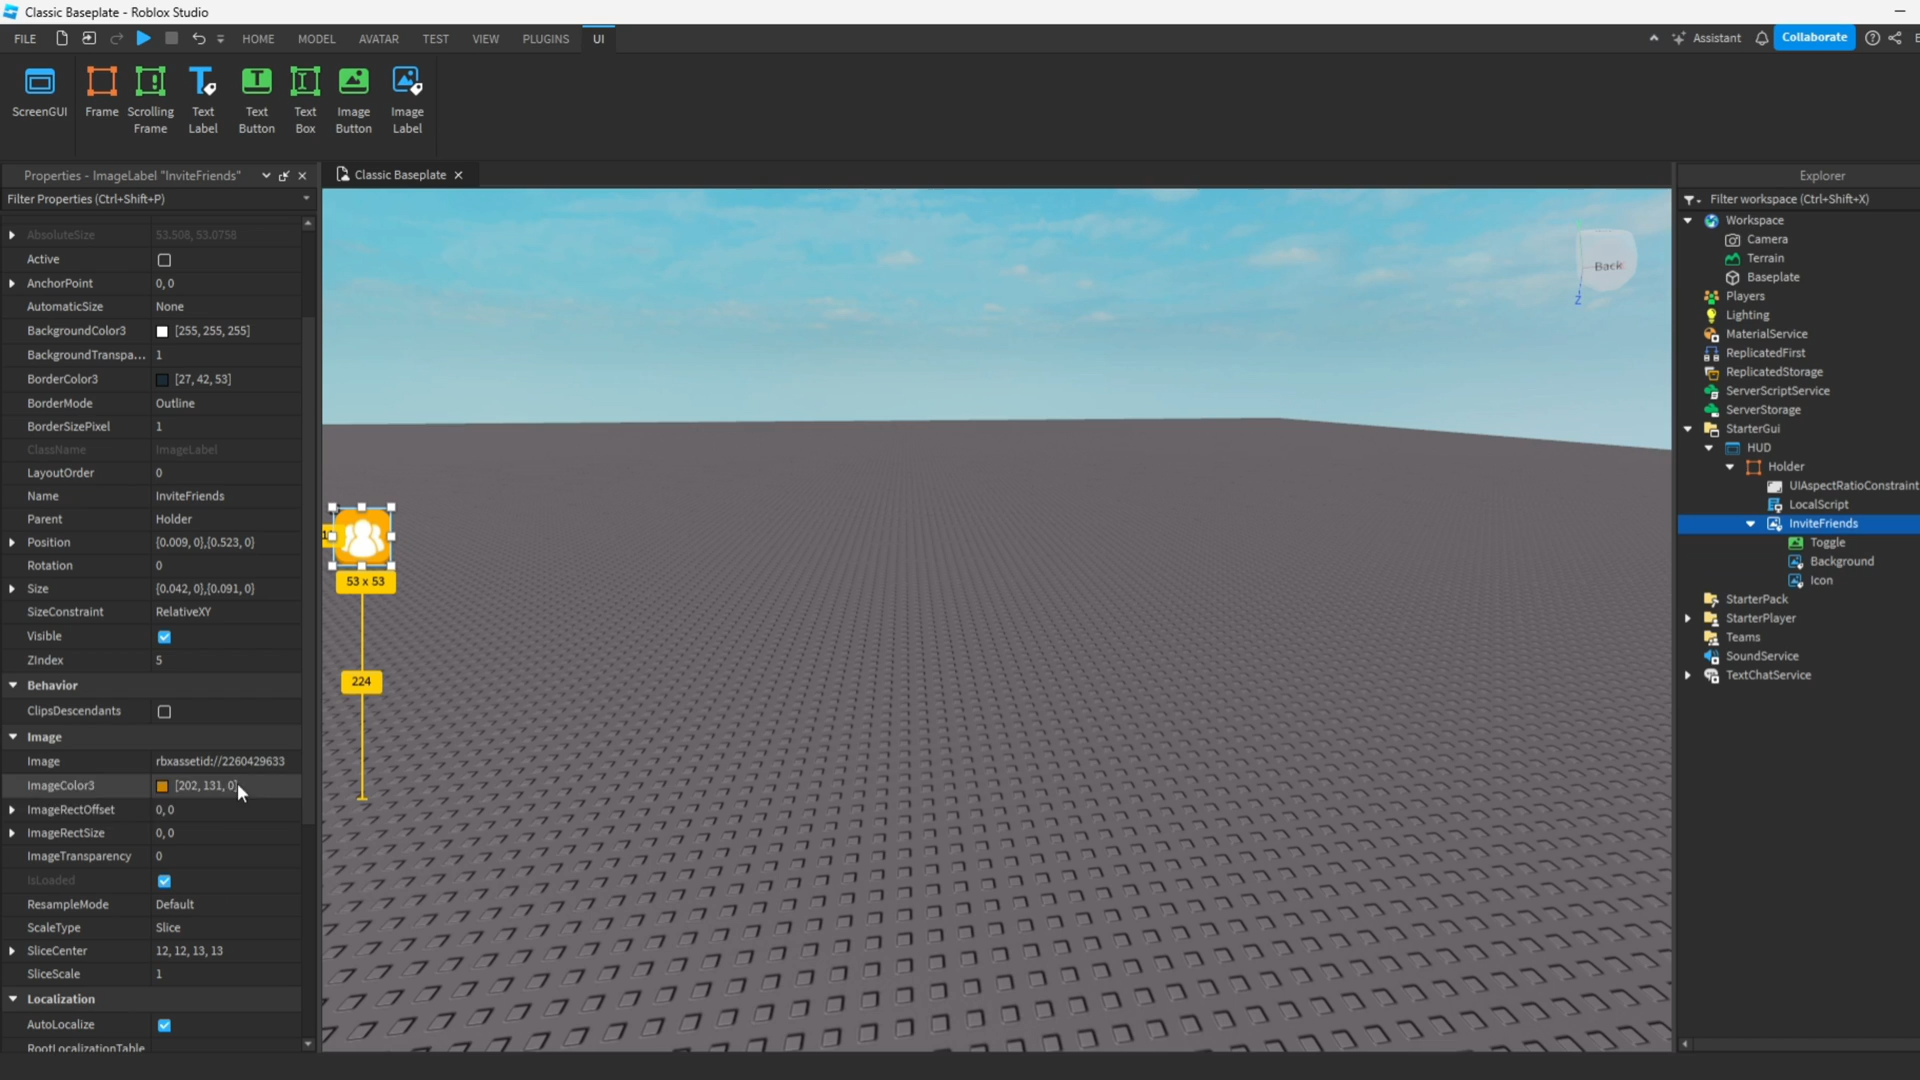 Classic Baseplate - Roblox Studio
FILE HOME MODEL AVATAR TEST VIEW PLUGINS UI Assistant Collaborate
ScreenGUI Frame Scrolling Frame Text Label Text Button Text Box Image Button Image Label
Properties - ImageLabel "InviteFriends"
Filter Properties (Ctrl+Shift+P)
AbsoluteSize 53.508, 53.0758
Active
AnchorPoint 0, 0
AutomaticSize None
BackgroundColor3 [255, 255, 255]
BackgroundTranspa... 1
BorderColor3 [27, 42, 53]
BorderMode Outline
BorderSizePixel 1
ClassName ImageLabel
LayoutOrder 0
Name InviteFriends
Parent Holder
Position {0.009, 0},{0.523, 0}
Rotation 0
Size {0.042, 0},{0.091, 0}
SizeConstraint RelativeXY
Visible
ZIndex 5
Behavior
ClipsDescendants
Image
Image rbxassetid://2260429633
ImageColor3 [202, 131, 0]
ImageRectOffset 0, 0
ImageRectSize 0, 0
ImageTransparency 0
IsLoaded
ResampleMode Default
ScaleType Slice
SliceCenter 12, 12, 13, 13
SliceScale 1
Localization
AutoLocalize
RootLocalizationTable
Classic Baseplate
Back
Z
53 x 53
224
Explorer
Filter workspace (Ctrl+Shift+X)
Workspace
Camera
Terrain
Baseplate
Players
Lighting
MaterialService
ReplicatedFirst
ReplicatedStorage
ServerScriptService
ServerStorage
StarterGui
HUD
Holder
UIAspectRatioConstraint
LocalScript
InviteFriends
Toggle
Background
Icon
StarterPack
StarterPlayer
Teams
SoundService
TextChatService